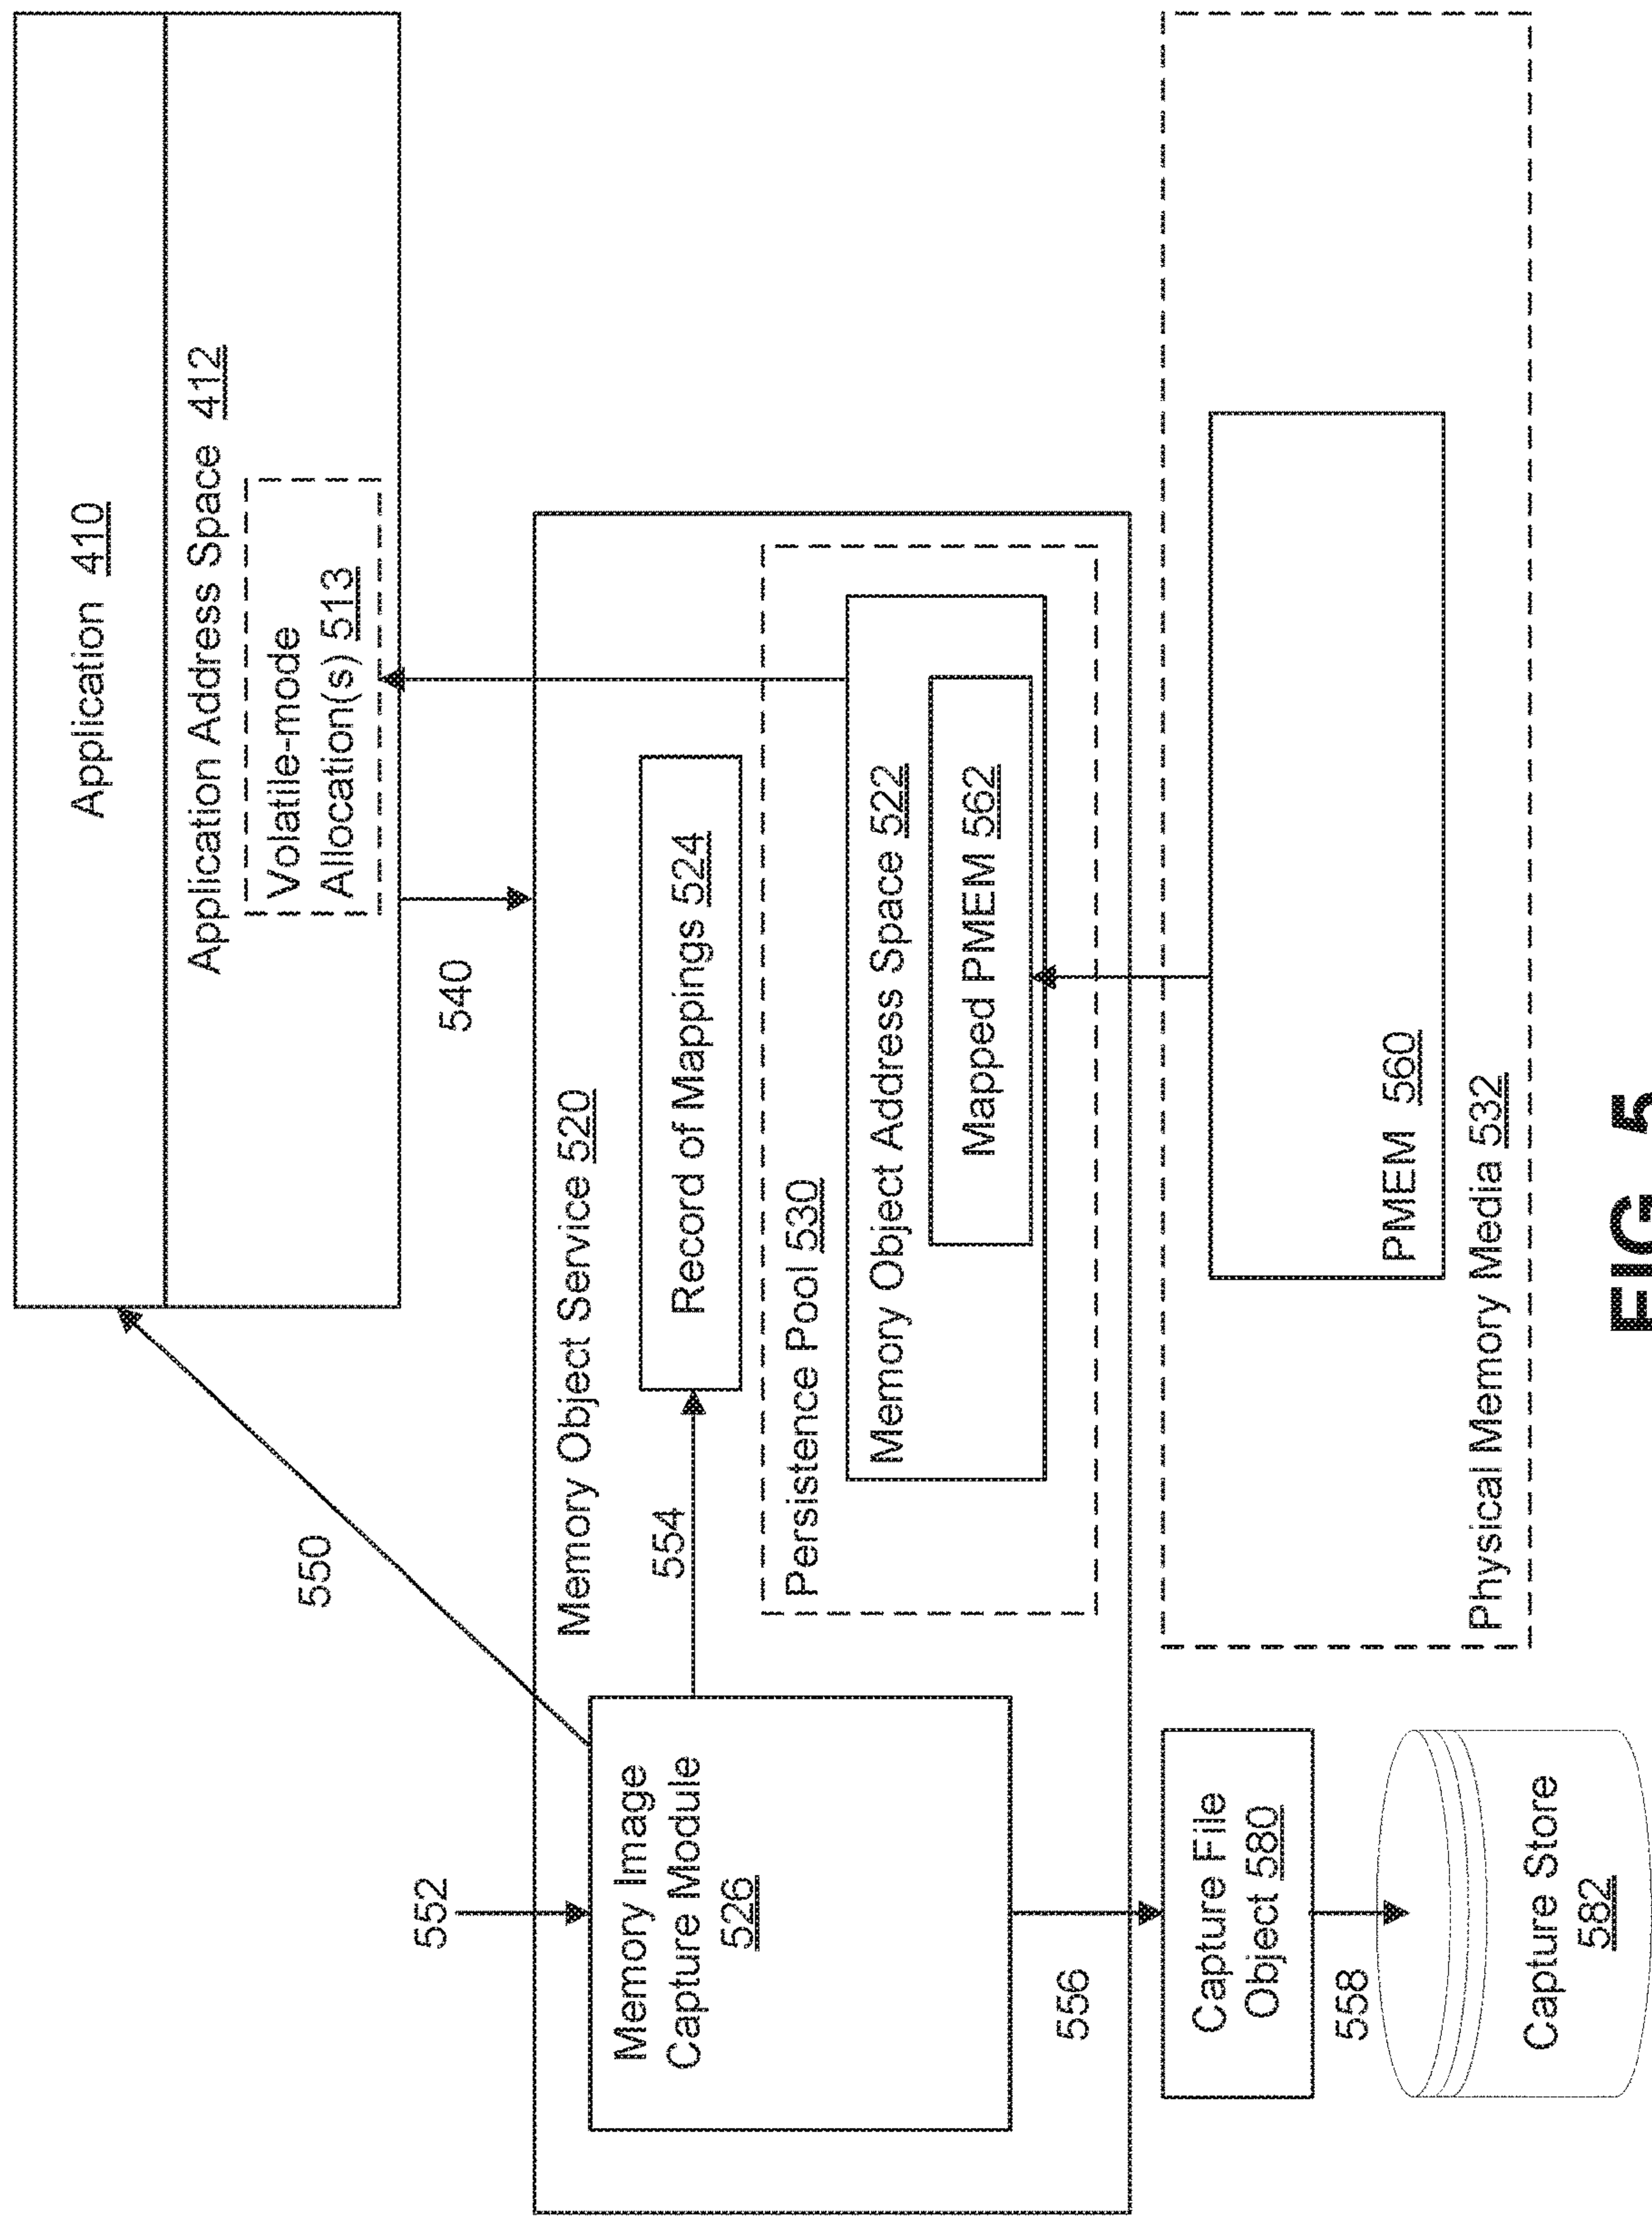 Application 410
Application Address Space 412
Volatile-mode
Allocation(s) 513
540
550
552
Memory Object Service 520
Memory Image
Capture Module
526
554
Record of Mappings 524
Persistence Pool 530
Memory Object Address Space 522
Mapped PMEM 562
556
Capture File
Object 580
558
Capture Store
582
PMEM 560
Physical Memory Media 532
FIG. 5